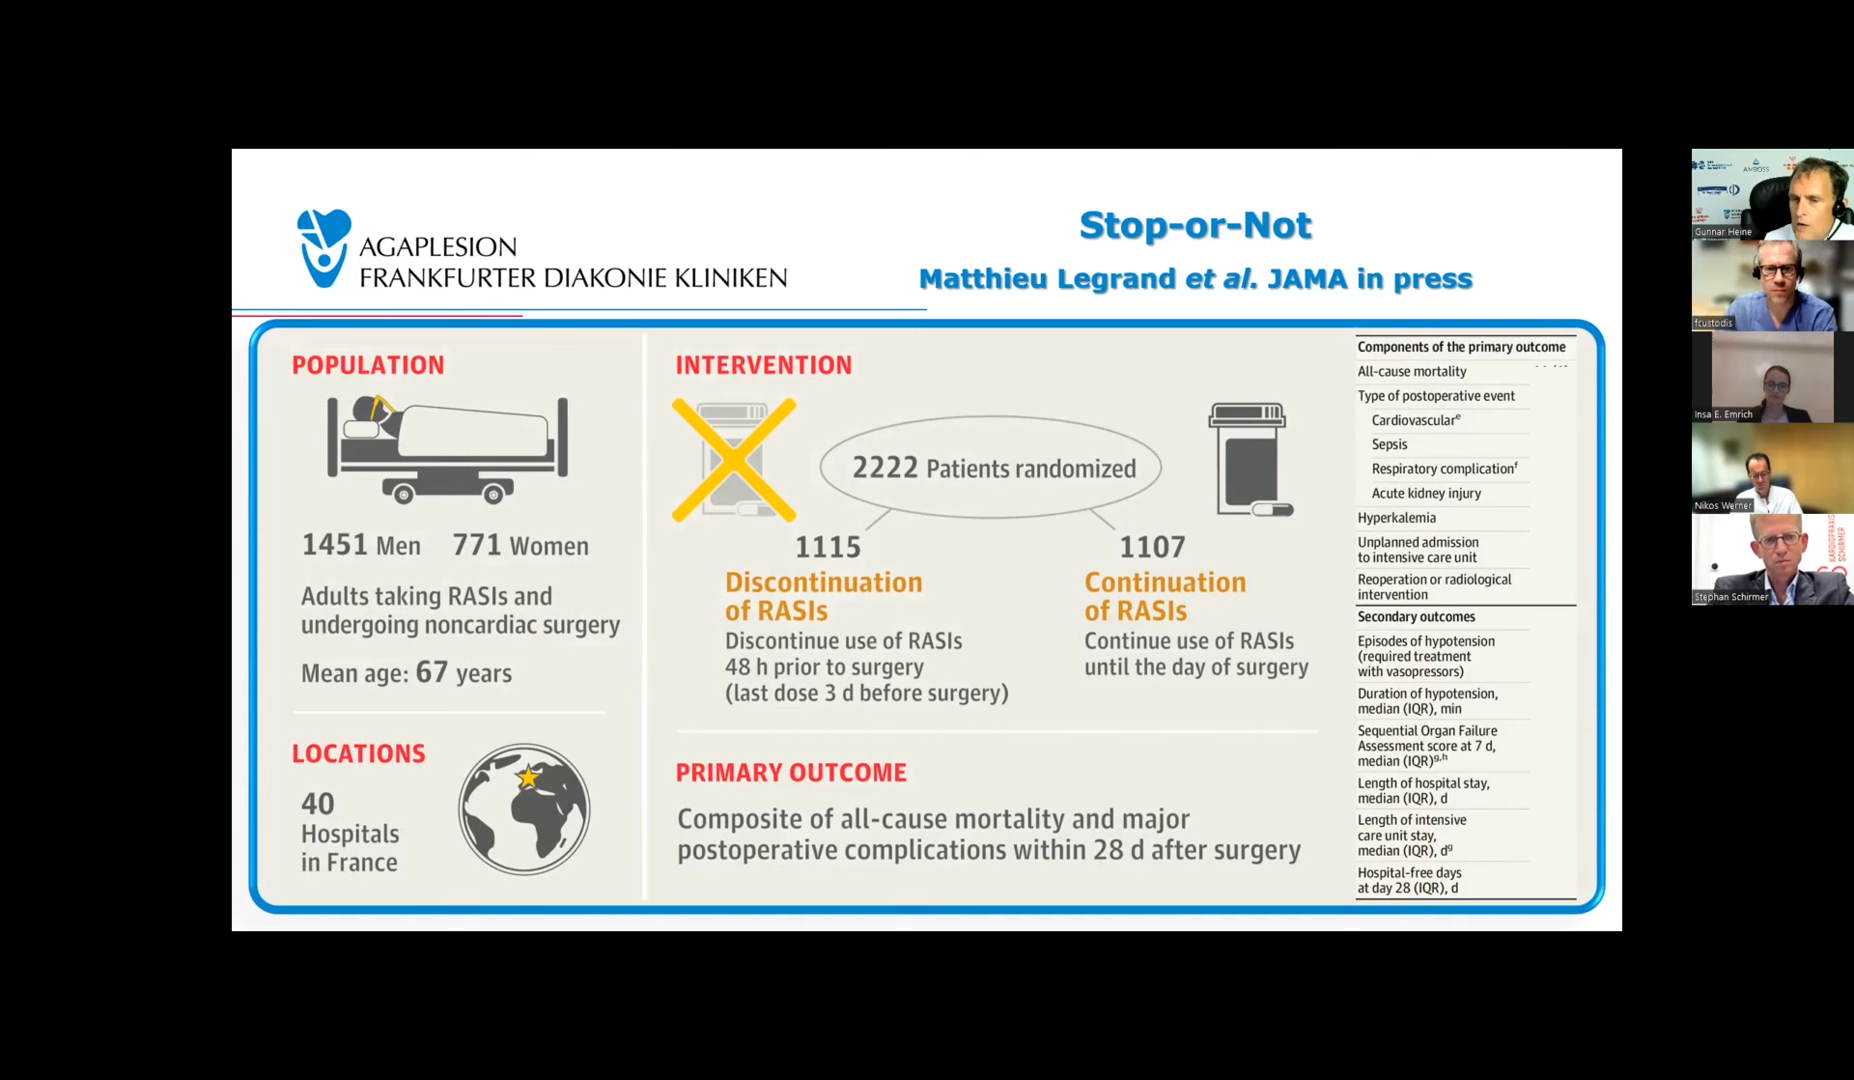 AGAPLESION
FRANKFURTER DIAKONIE KLINIKEN
Stop-or-Not
Matthieu Legrand et al. JAMA in press
POPULATION
1451 Men 771 Women
Adults taking RASIs and
undergoing noncardiac surgery
Mean age: 67 years
LOCATIONS
40
Hospitals
in France
INTERVENTION
2222 Patients randomized
1115
Discontinuation
of RASIs
Discontinue use of RASIs
48 h prior to surgery
(last dose 3 d before surgery)
1107
Continuation
of RASIs
Continue use of RASIs
until the day of surgery
PRIMARY OUTCOME
Composite of all-cause mortality and major
postoperative complications within 28 d after surgery
Components of the primary outcome
All-cause mortality
Type of postoperative event
Cardiovascularᵉ
Sepsis
Respiratory complicationᶠ
Acute kidney injury
Hyperkalemia
Unplanned admission
to intensive care unit
Reoperation or radiological
intervention
Secondary outcomes
Episodes of hypotension
(required treatment
with vasopressors)
Duration of hypotension,
median (IQR), min
Sequential Organ Failure
Assessment score at 7 d,
median (IQR)ᵍ,ʰ
Length of hospital stay,
median (IQR), d
Length of intensive
care unit stay,
median (IQR), dᵍ
Hospital-free days
at day 28 (IQR), d
AMBOSS
Gunnar Heine
fcustodis
Insa E. Emrich
Nikos Werner
KARDIOPRAXIS
SCHIRMER
Stephan Schirmer